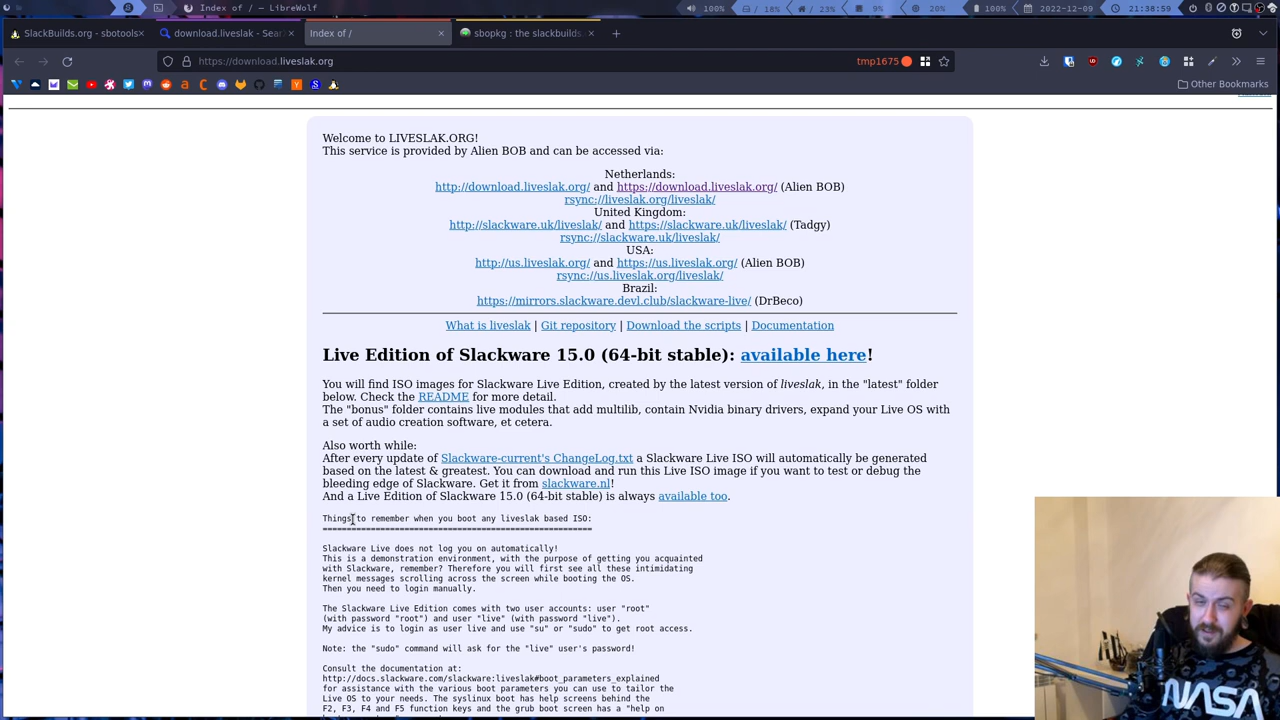 Index of / — LibreWolf
100%
18% /
23%
9%
20%
100%
2022-12-09
21:38:59
SlackBuilds.org - sbotools
download.liveslak - Sear
Index of /
sbopkg : the slackbuilds
https://download.liveslak.org
tmp1675
Other Bookmarks
Welcome to LIVESLAK.ORG!
This service is provided by Alien BOB and can be accessed via:
Netherlands:
http://download.liveslak.org/ and https://download.liveslak.org/ (Alien BOB)
rsync://liveslak.org/liveslak/
United Kingdom:
http://slackware.uk/liveslak/ and https://slackware.uk/liveslak/ (Tadgy)
rsync://slackware.uk/liveslak/
USA:
http://us.liveslak.org/ and https://us.liveslak.org/ (Alien BOB)
rsync://us.liveslak.org/liveslak/
Brazil:
https://mirrors.slackware.devl.club/slackware-live/ (DrBeco)
What is liveslak | Git repository | Download the scripts | Documentation
Live Edition of Slackware 15.0 (64-bit stable): available here!
You will find ISO images for Slackware Live Edition, created by the latest version of liveslak, in the "latest" folder
below. Check the README for more detail.
The "bonus" folder contains live modules that add multilib, contain Nvidia binary drivers, expand your Live OS with
a set of audio creation software, et cetera.
Also worth while:
After every update of Slackware-current's ChangeLog.txt a Slackware Live ISO will automatically be generated
based on the latest & greatest. You can download and run this Live ISO image if you want to test or debug the
bleeding edge of Slackware. Get it from slackware.nl!
And a Live Edition of Slackware 15.0 (64-bit stable) is always available too.
Things to remember when you boot any liveslak based ISO:
========================================================
Slackware Live does not log you on automatically!
This is a demonstration environment, with the purpose of getting you acquainted
with Slackware, remember? Therefore you will first see all these intimidating
kernel messages scrolling across the screen while booting the OS.
Then you need to login manually.
The Slackware Live Edition comes with two user accounts: user "root"
(with password "root") and user "live" (with password "live").
My advice is to login as user live and use "su" or "sudo" to get root access.
Note: the "sudo" command will ask for the "live" user's password!
Consult the documentation at:
http://docs.slackware.com/slackware:liveslak#boot_parameters_explained
for assistance with the various boot parameters you can use to tailor the
Live OS to your needs. The syslinux boot has help screens behind the
F2, F3, F4 and F5 function keys and the grub boot screen has a "help on
NASA